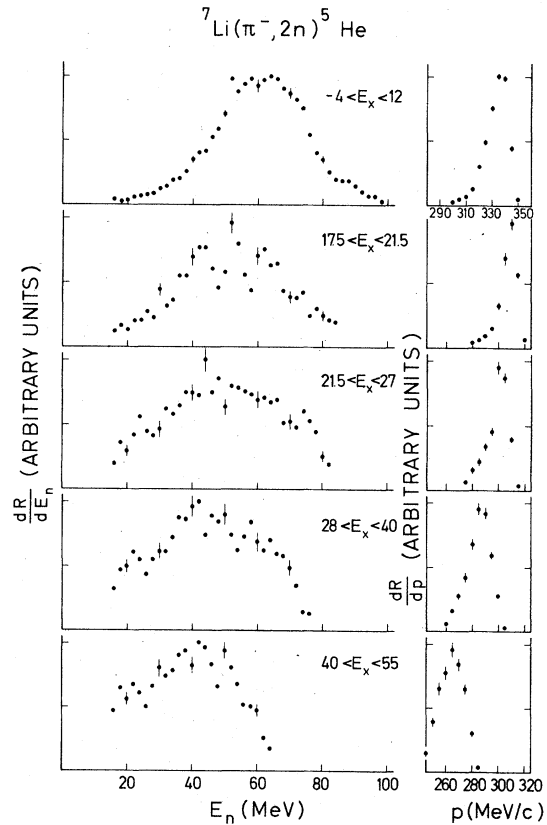 ⁷Li(π⁻,2n)⁵ He
-4<Eₓ<12
290 310 330 350
175<Eₓ<21.5
21.5<Eₓ<27
28<Eₓ<40
40<Eₓ<55
dR/dEₙ (ARBITRARY UNITS)
dR/dp (ARBITRARY UNITS)
20 40 60 80 100
260 280 300 320
Eₙ(MeV)
p(MeV/c)